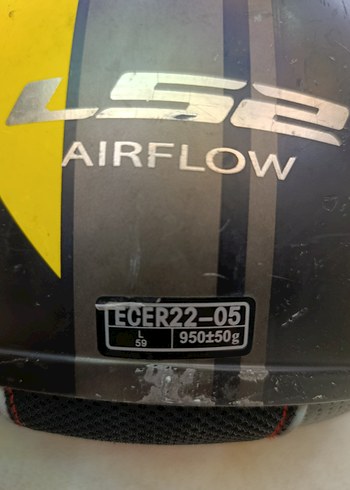 LS2
AIRFLOW
ECER22-05
L
59
950±50g